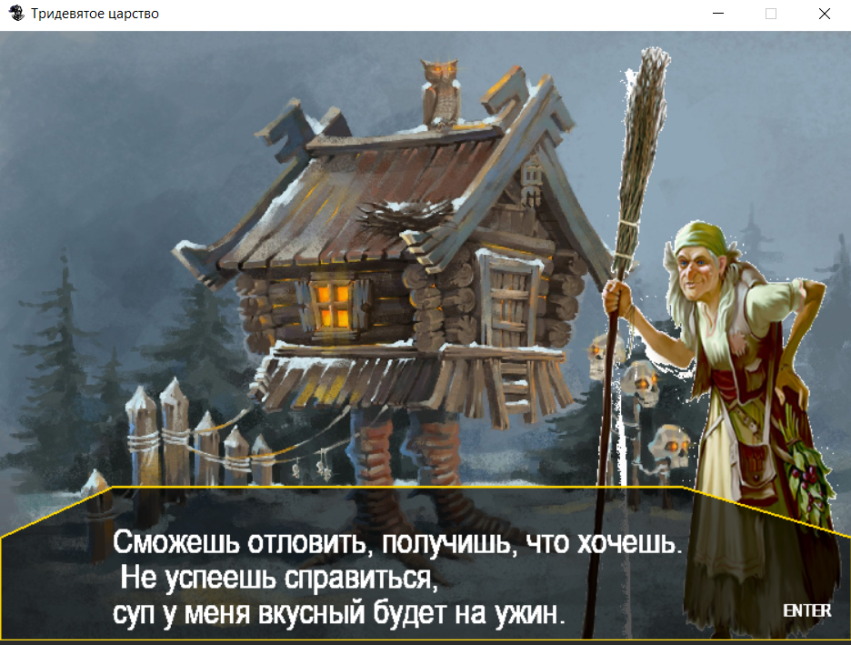 Тридевятое царство
Сможешь отловить, получишь, что хочешь.
Не успеешь справиться,
суп у меня вкусный будет на ужин.
ENTER